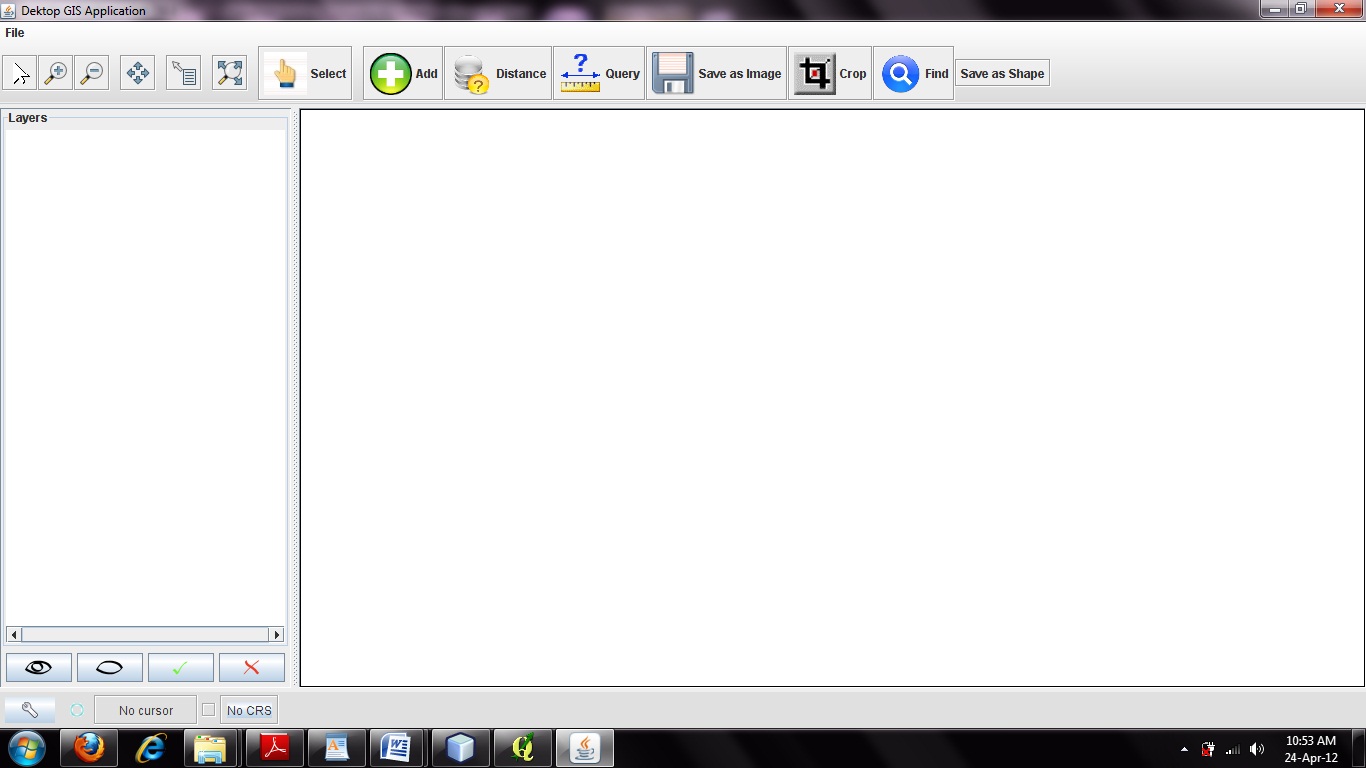 Dektop GIS Application
File
Select Add Distance Query Save as Image Crop Find Save as Shape
Layers
No cursor No CRS
10:53 AM
24-Apr-12